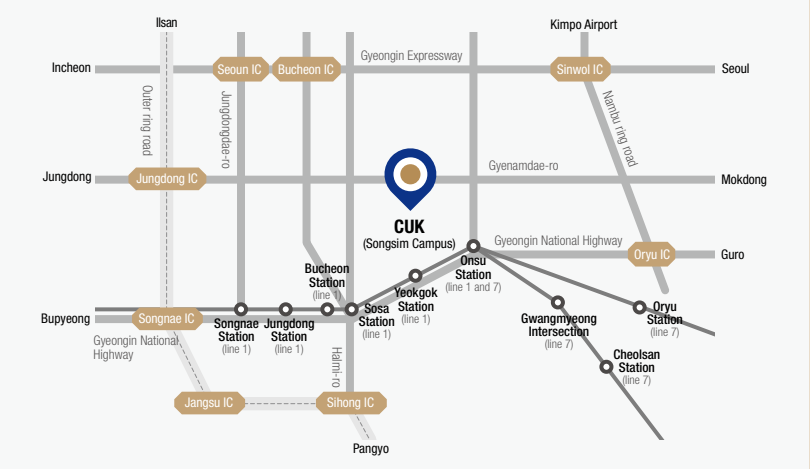 Ilsan
Kimpo Airport
Gyeongin Expressway
Incheon
Seoun IC
Bucheon IC
Sinwol IC
Seoul
Outer ring road
Jungdongdae-ro
Nambu ring road
Gyenamdae-ro
Jungdong
Jungdong IC
Mokdong
CUK
(Songsim Campus)
Gyeongin National Highway
Oryu IC
Guro
Onsu
Station
(line 1 and 7)
Bucheon
Station
(line 1)
Yeokgok
Station
(line 1)
Sosa
Station
(line 1)
Bupyeong
Songnae IC
Songnae
Station
(line 1)
Jungdong
Station
(line 1)
Gwangmyeong
Intersection
(line 7)
Oryu
Station
(line 7)
Gyeongin National
Highway
Halmi-ro
Cheolsan
Station
(line 7)
Jangsu IC
Sihong IC
Pangyo